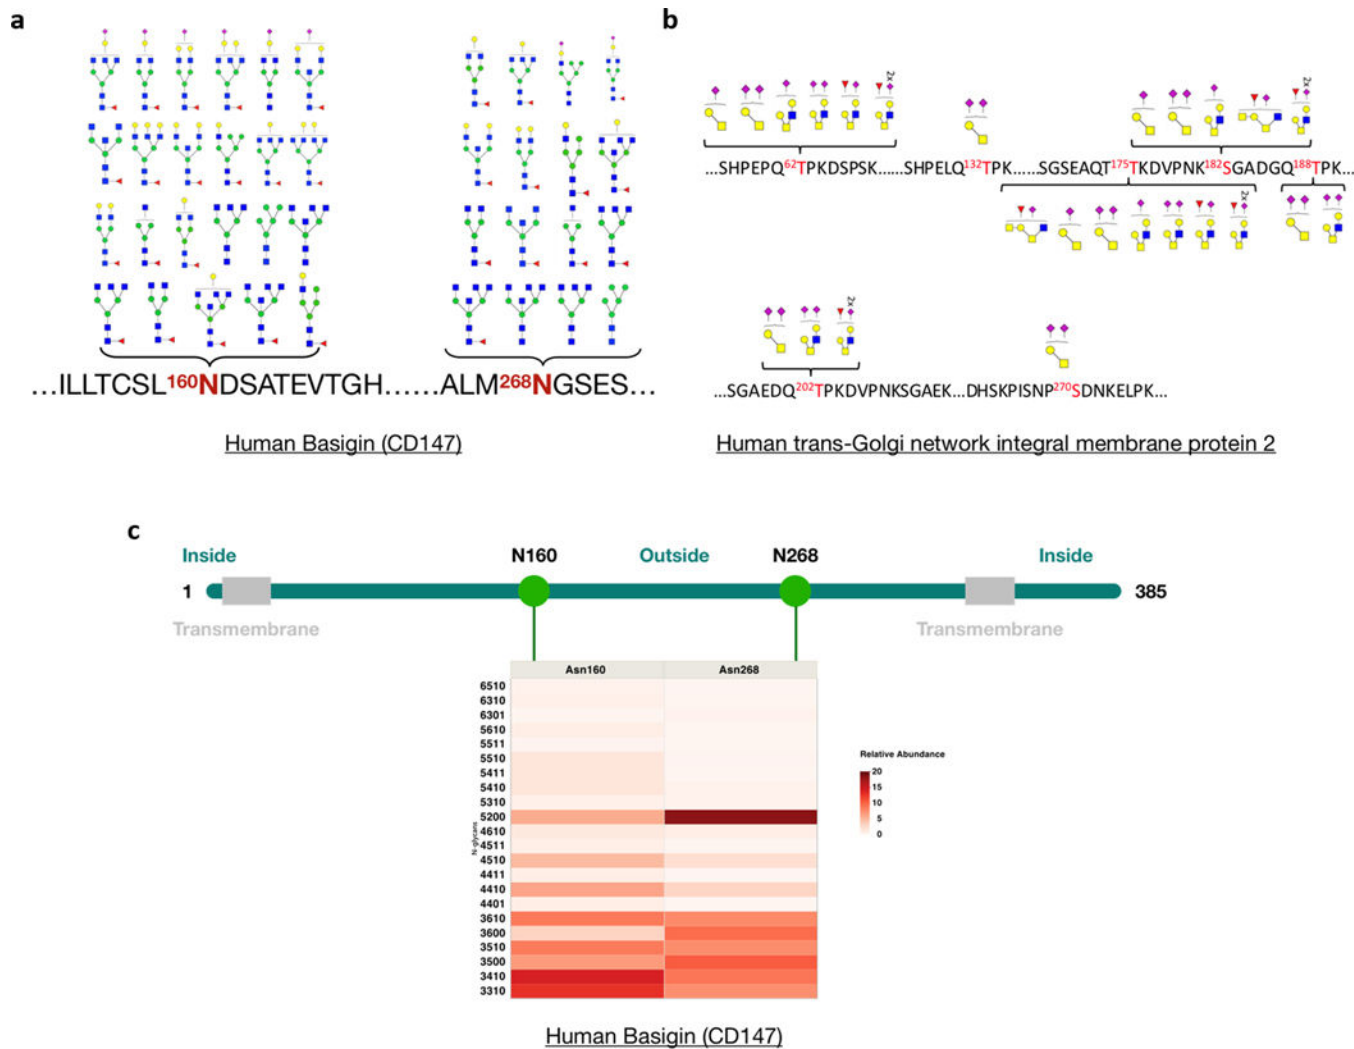 a
b
2x
2x
...SHPEPQ62TPKDSPSK......SHPELQ132TPK......SGSEAQT175TKDVPNK182SGADGQ188TPK...
2x
2x
...ILLTCSL160NDSATEVTGH......ALM268NGSES...
...SGAEDQ202TPKDVPNKSGAEK...DHSKPISNP270SDNKELPK...
Human Basigin (CD147)
Human trans-Golgi network integral membrane protein 2
c
Inside
N160
Outside
N268
Inside
1
385
Transmembrane
Transmembrane
Asn160
Asn268
6510
6310
6301
5610
5511
5510
5411
5410
5310
5200
4610
4511
4510
4411
4410
4401
3610
3600
3510
3500
3410
3310
N-glycans
Relative Abundance
20
15
10
5
0
Human Basigin (CD147)